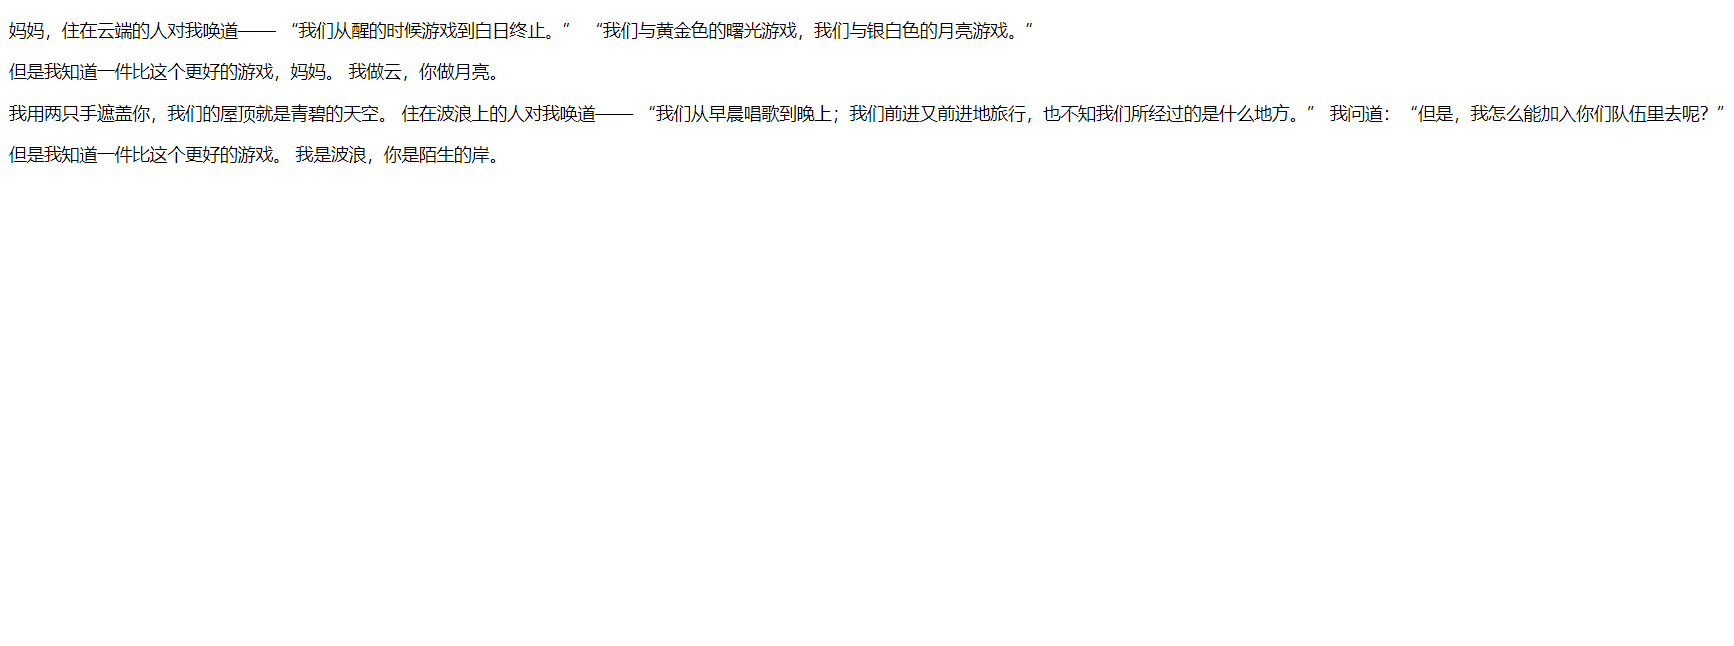 妈妈，住在云端的人对我唤道—— “我们从醒的时候游戏到白日终止。” “我们与黄金色的曙光游戏，我们与银白色的月亮游戏。”
但是我知道一件比这个更好的游戏，妈妈。 我做云，你做月亮。
我用两只手遮盖你，我们的屋顶就是青碧的天空。 住在波浪上的人对我唤道—— “我们从早晨唱歌到晚上；我们前进又前进地旅行，也不知我们所经过的是什么地方。” 我问道：“但是，我怎么能加入你们队伍里去呢？”
但是我知道一件比这个更好的游戏。 我是波浪，你是陌生的岸。